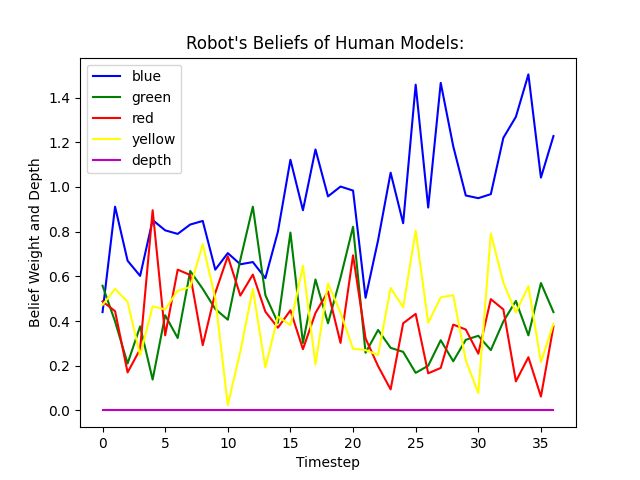 Robot's Beliefs of Human Models:
blue
green
red
yellow
depth
Belief Weight and Depth
1.4
1.2
1.0
0.8
0.6
0.4
0.2
0.0
0 5 10 15 20 25 30 35
Timestep